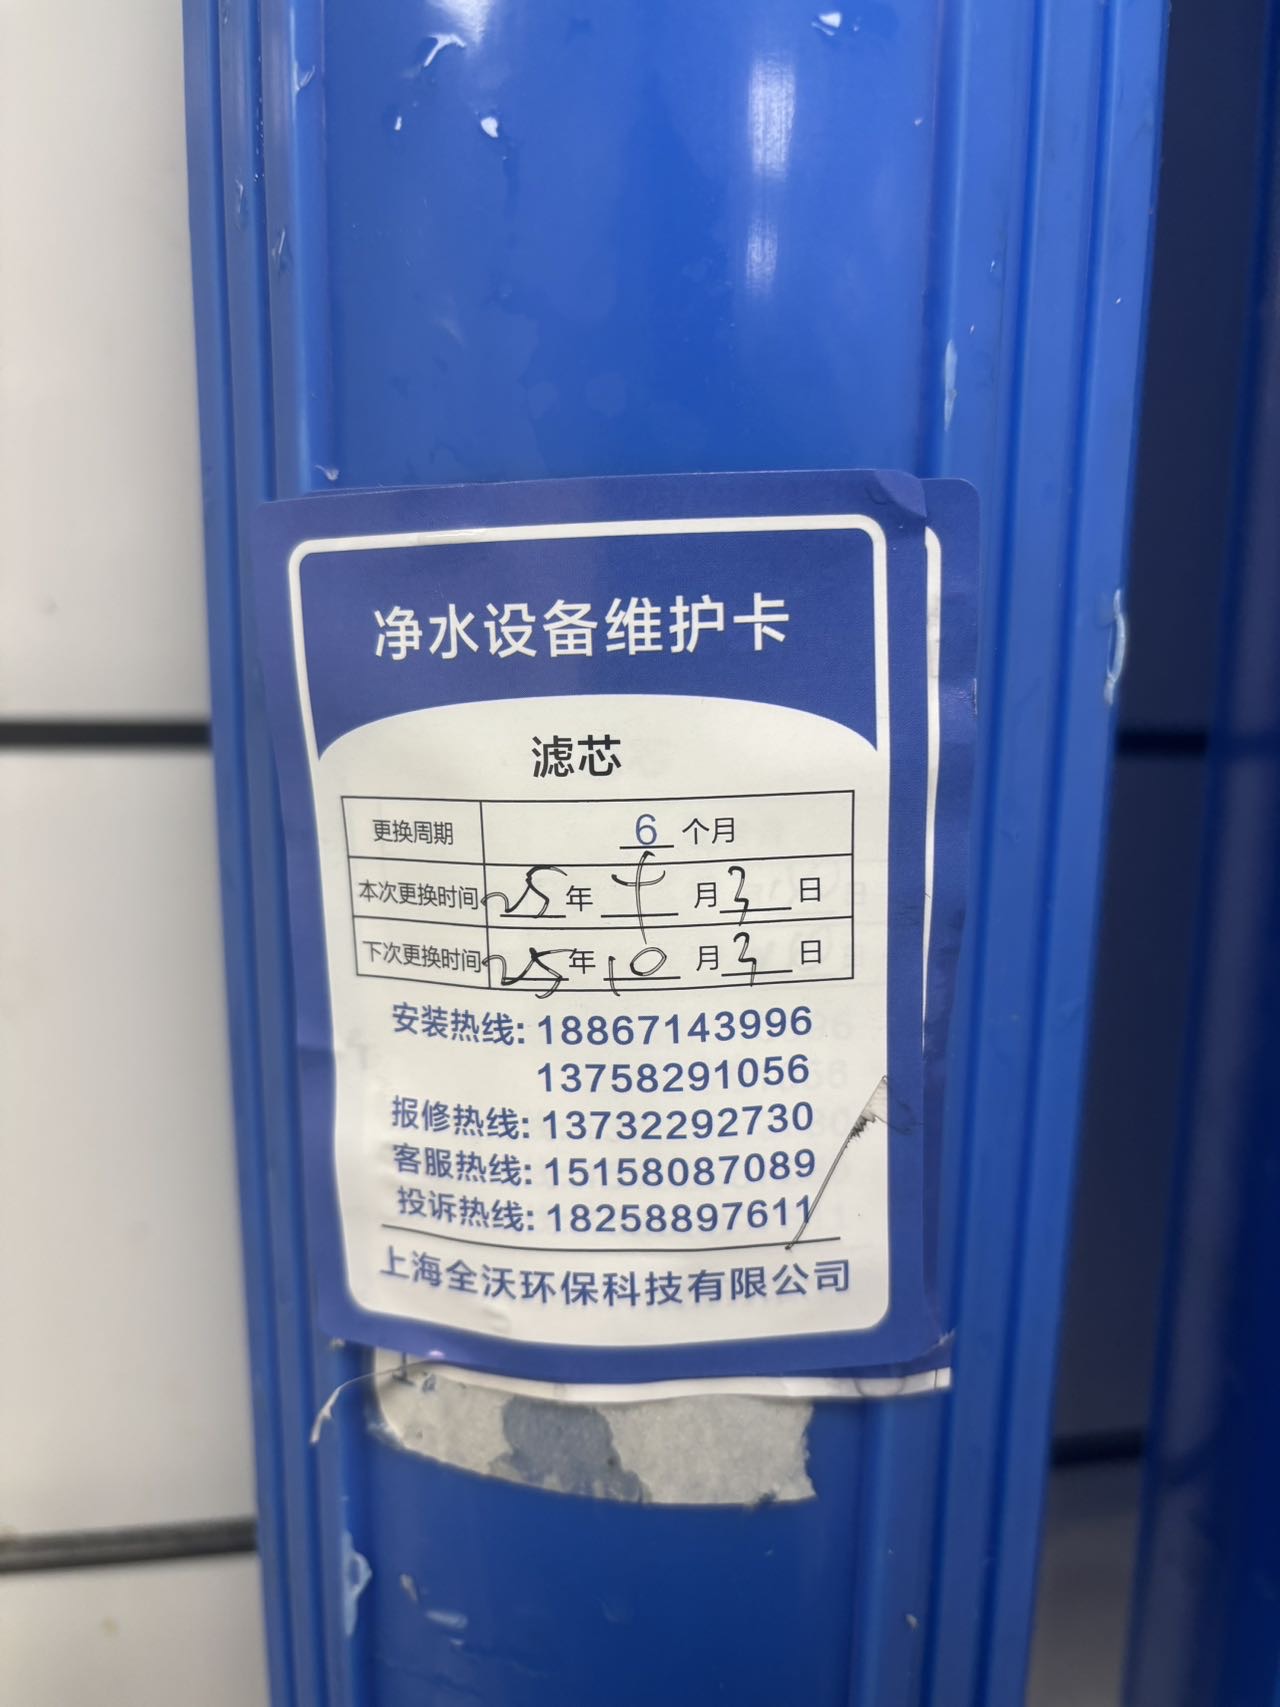 净水设备维护卡
滤芯
更换周期 6 个月
本次更换时间 25 年 4 月 3 日
下次更换时间 25 年 10 月 3 日
安装热线: 18867143996
13758291056
报修热线: 13732292730
客服热线: 15158087089
投诉热线: 18258897611
上海全沃环保科技有限公司